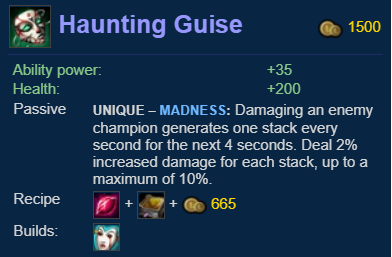 Haunting Guise 1500
Ability power: +35
Health: +200
Passive UNIQUE – MADNESS: Damaging an enemy
champion generates one stack every
second for the next 4 seconds. Deal 2%
increased damage for each stack, up to a
maximum of 10%.
Recipe + + 665
Builds: